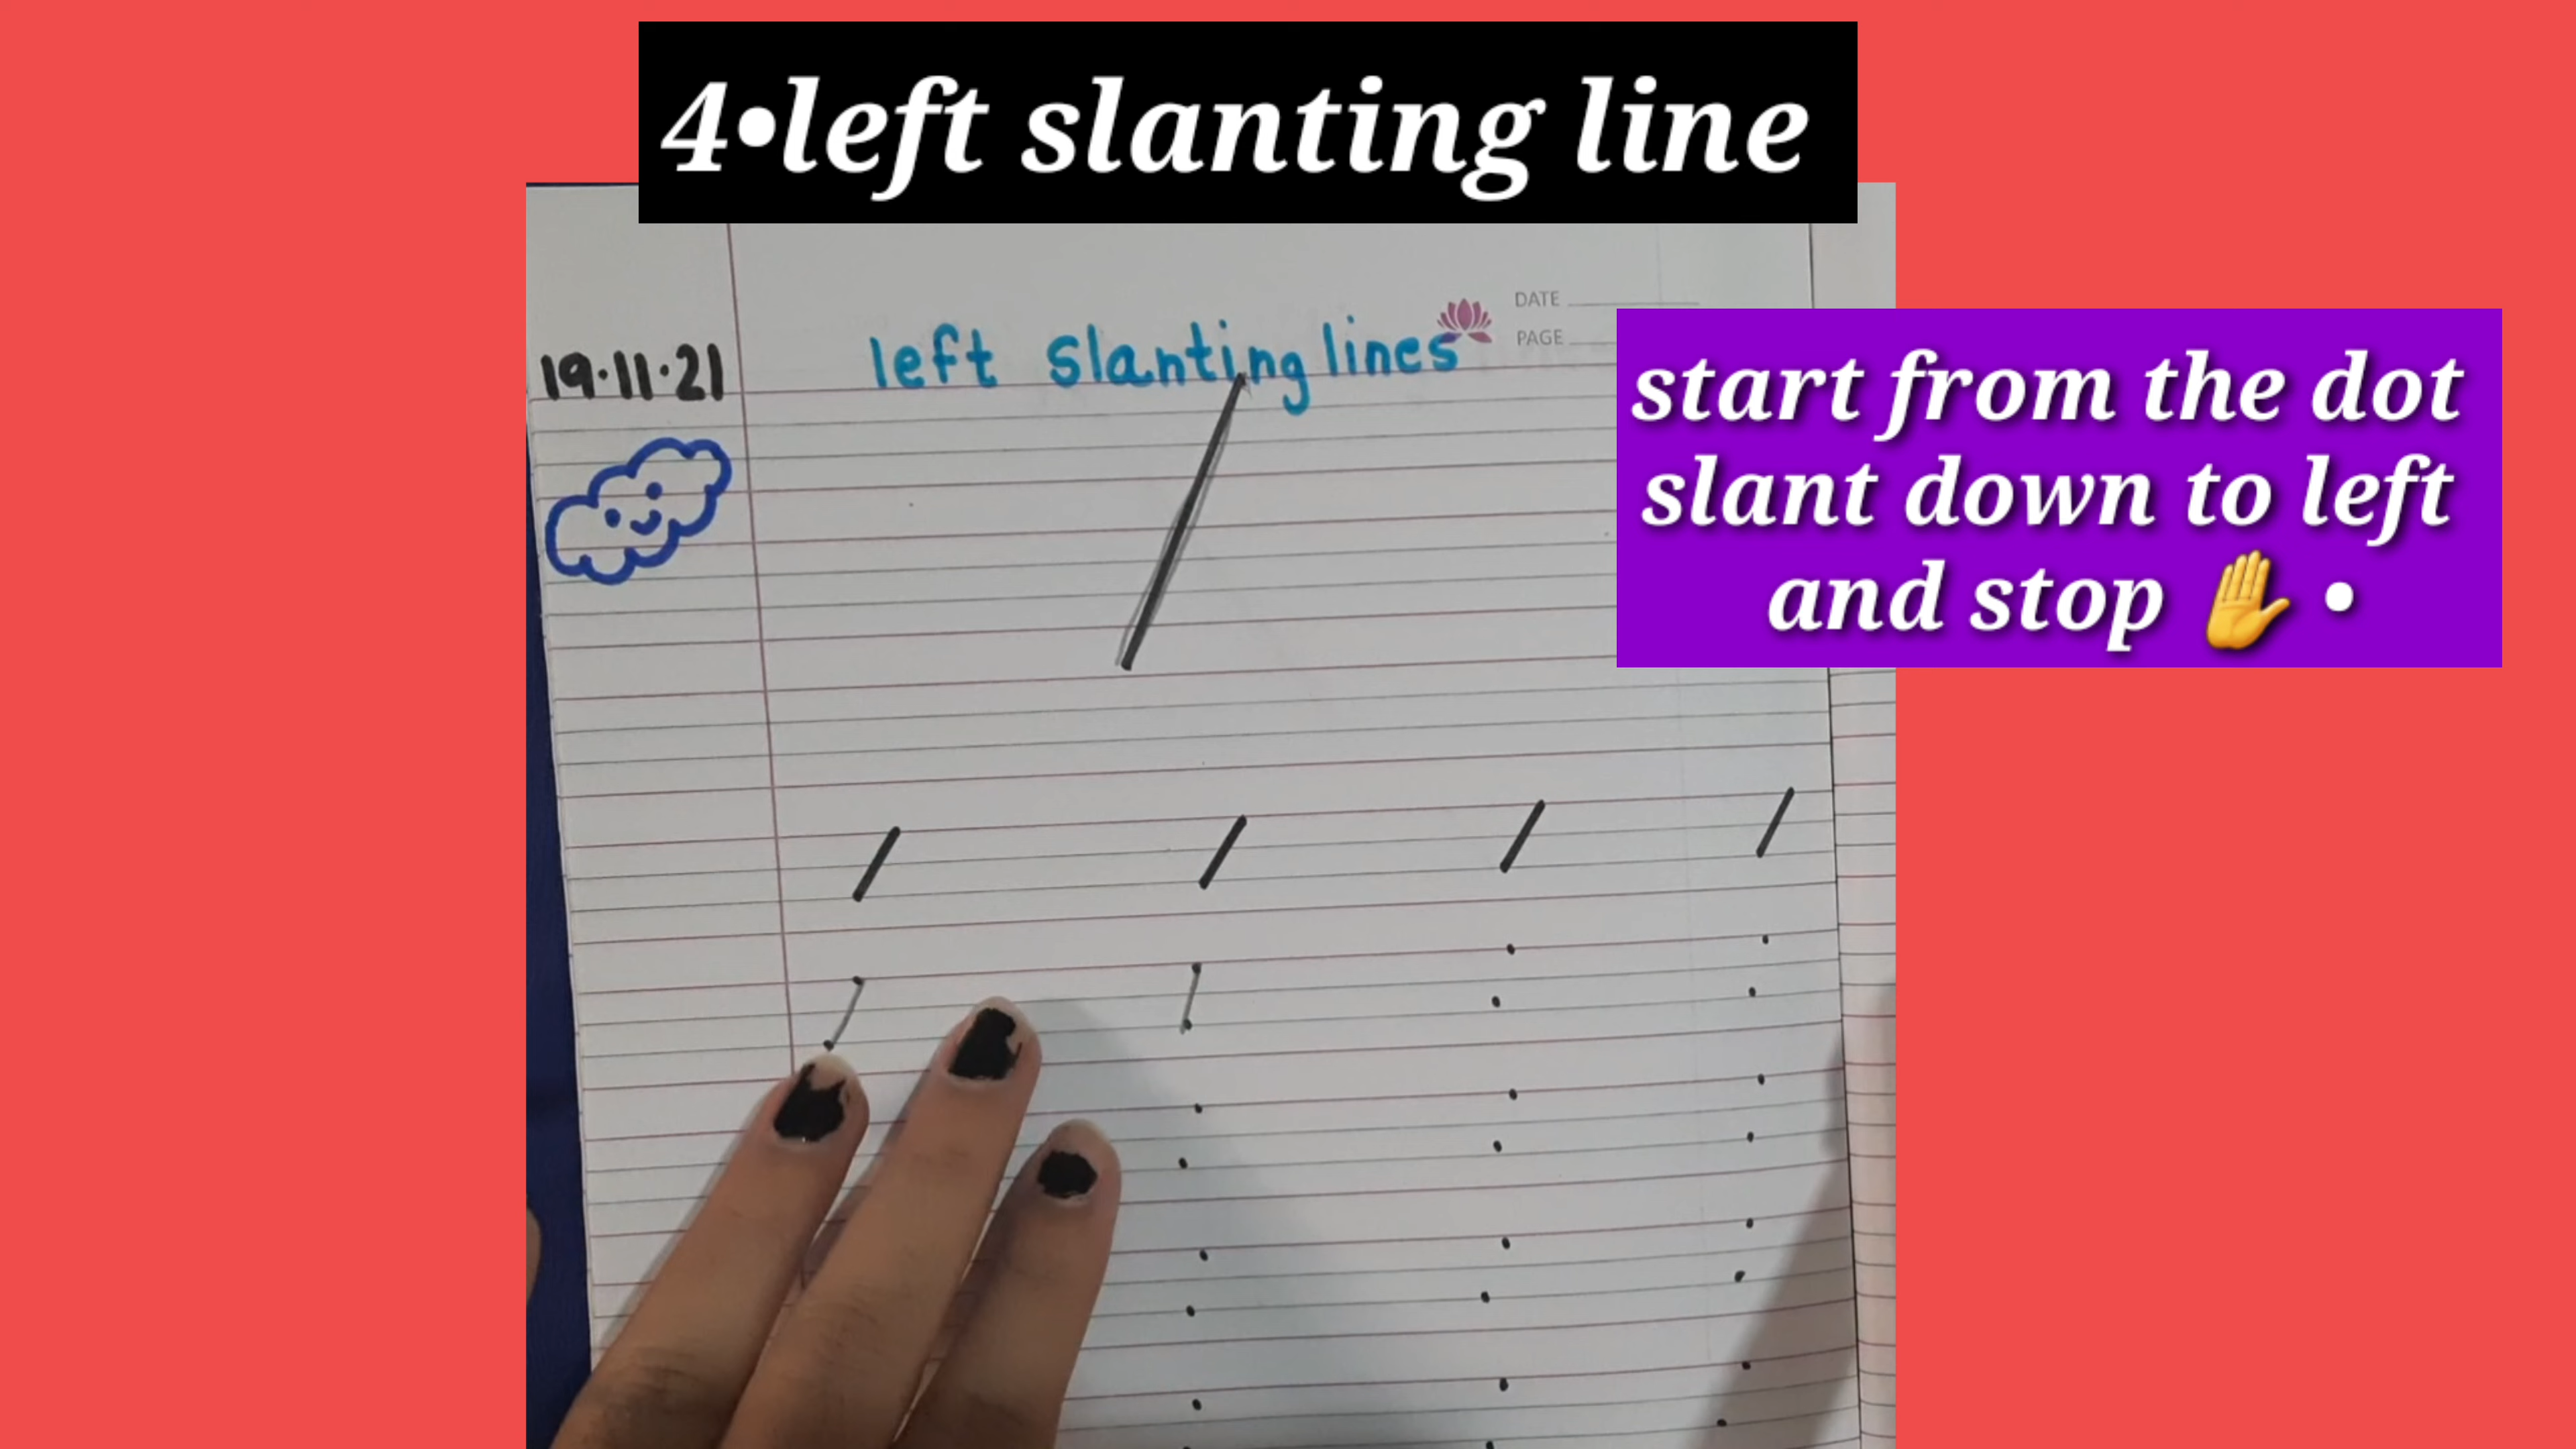 4•left slanting line
DATE
PAGE
left slanting lines
19·11·21
start from the dot
slant down to left
and stop ✋ •